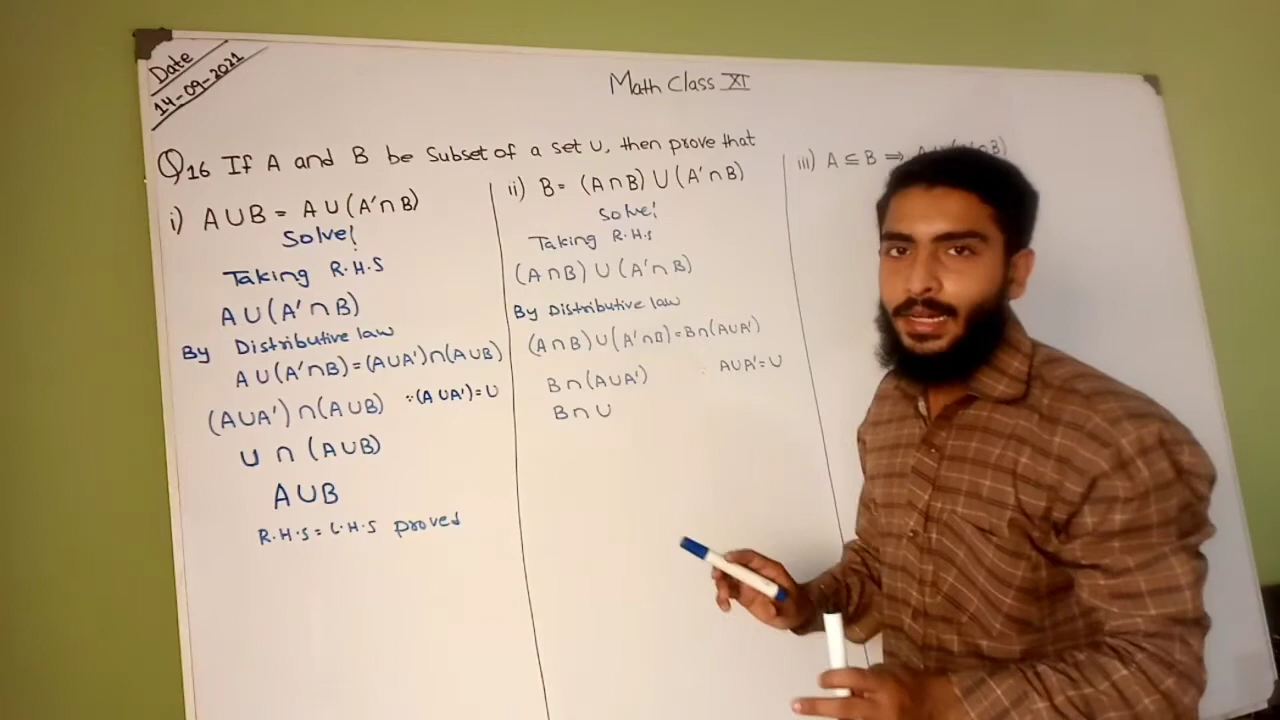 Date
14-09-2021
Math Class XI
Q16 If A and B be Subset of a set U, then prove that
i) A∪B = A∪(A'∩B)
Solve!
Taking R.H.S
A∪(A'∩B)
By Distributive law
A∪(A'∩B)=(A∪A')∩(A∪B)
(A∪A')∩(A∪B) ∵(A∪A')=U
U ∩ (A∪B)
A∪B
R.H.S = L.H.S proved
ii) B= (A∩B)∪(A'∩B)
Solve!
Taking R.H.S
(A∩B)∪(A'∩B)
By Distributive law
(A∩B)∪(A'∩B)=B∩(A∪A')
B∩(A∪A') A∪A'=U
B∩U
iii) A⊆B ⇒